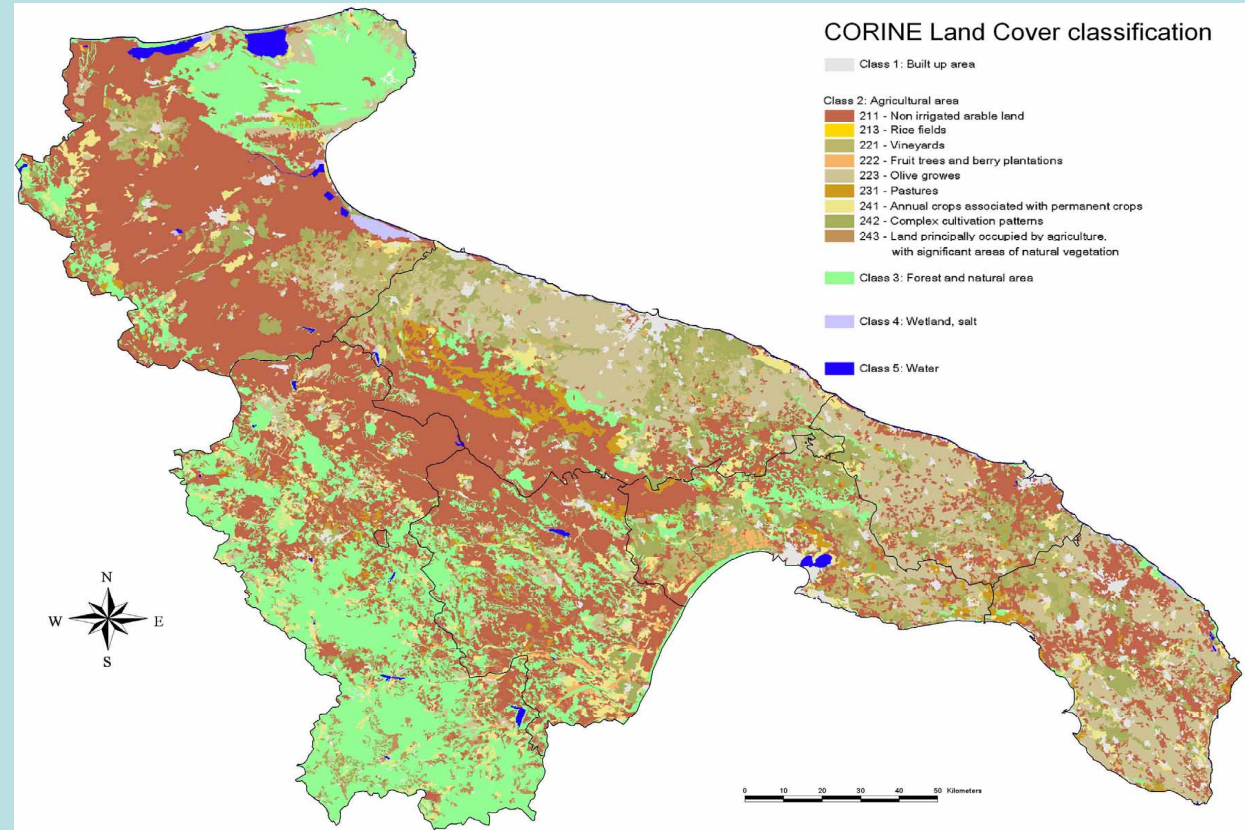 CORINE Land Cover classification
Class 1: Built up area
Class 2: Agricultural area
211 - Non irrigated arable land
213 - Rice fields
221 - Vineyards
222 - Fruit trees and berry plantations
223 - Olive growes
231 - Pastures
241 - Annual crops associated with permanent crops
242 - Complex cultivation patterns
243 - Land principally occupied by agriculture,
with significant areas of natural vegetation
Class 3: Forest and natural area
Class 4: Wetland, salt
Class 5: Water
N
W E
S
0 10 20 30 40 50 Kilometers